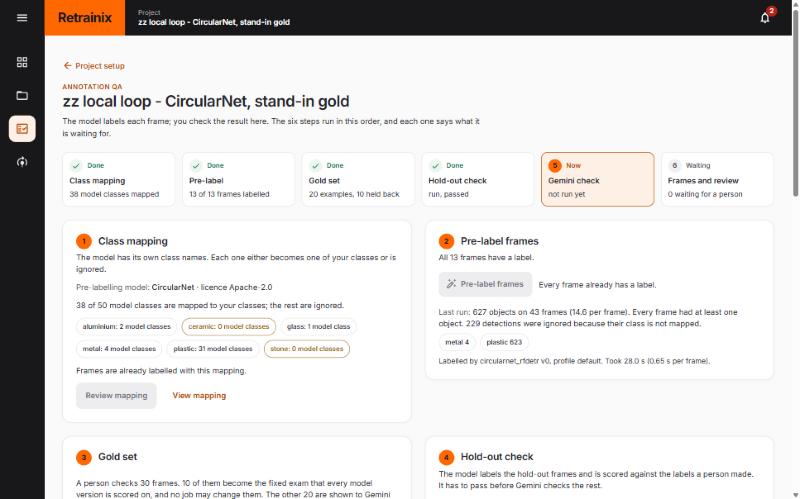 Retrainix
Project
zz local loop - CircularNet, stand-in gold
2
← Project setup
ANNOTATION QA
zz local loop - CircularNet, stand-in gold
The model labels each frame; you check the result here. The six steps run in this order, and each one says what it
is waiting for.
Done
Class mapping
38 model classes mapped
Done
Pre-label
13 of 13 frames labelled
Done
Gold set
20 examples, 10 held back
Done
Hold-out check
run, passed
5 Now
Gemini check
not run yet
6 Waiting
Frames and review
0 waiting for a person
1 Class mapping
The model has its own class names. Each one either becomes one of your classes or is
ignored.
Pre-labelling model: CircularNet · licence Apache-2.0
38 of 50 model classes are mapped to your classes; the rest are ignored.
aluminium: 2 model classes ceramic: 0 model classes glass: 1 model class
metal: 4 model classes plastic: 31 model classes stone: 0 model classes
Frames are already labelled with this mapping.
Review mapping View mapping
2 Pre-label frames
All 13 frames have a label.
Pre-label frames Every frame already has a label.
Last run: 627 objects on 43 frames (14.6 per frame). Every frame had at least one
object. 229 detections were ignored because their class is not mapped.
metal 4 plastic 623
Labelled by circularnet_rfdetr v0, profile default. Took 28.0 s (0.65 s per frame).
3 Gold set
A person checks 30 frames. 10 of them become the fixed exam that every model
version is scored on, and no job may change them. The other 20 are shown to Gemini
4 Hold-out check
The model labels the hold-out frames and is scored against the labels a person made.
It has to pass before Gemini checks the rest.